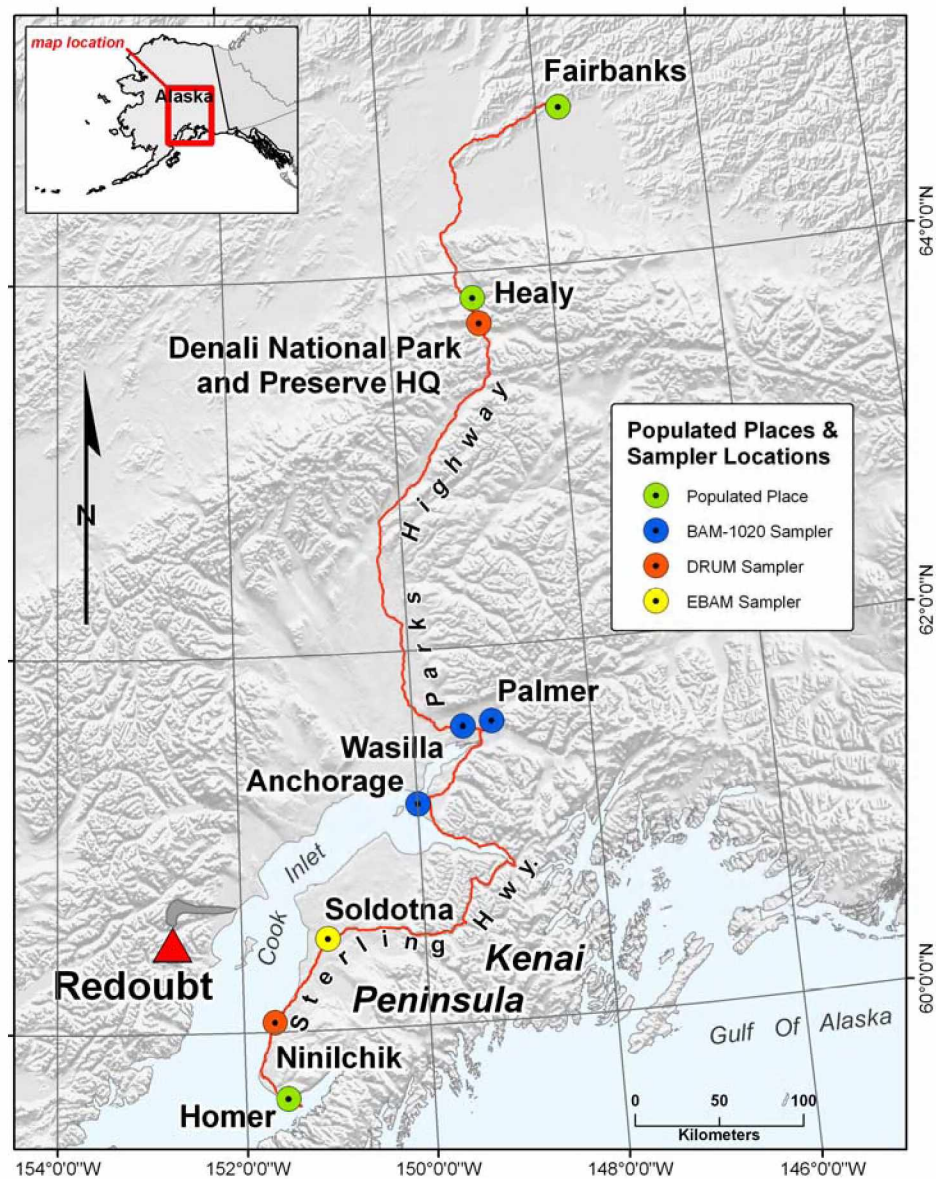 map location
Alaska
Fairbanks
64°0'0"N
Healy
Denali National Park
and Preserve HQ
Parks Highway
N
Populated Places &
Sampler Locations
Populated Place
BAM-1020 Sampler
DRUM Sampler
EBAM Sampler
62°0'0"N
Palmer
Wasilla
Anchorage
Cook Inlet
Soldotna
Sterling Hwy.
Redoubt
Kenai
Peninsula
60°0'0"N
Gulf Of Alaska
Ninilchik
Homer
0 50 100
Kilometers
154°0'0"W 152°0'0"W 150°0'0"W 148°0'0"W 146°0'0"W